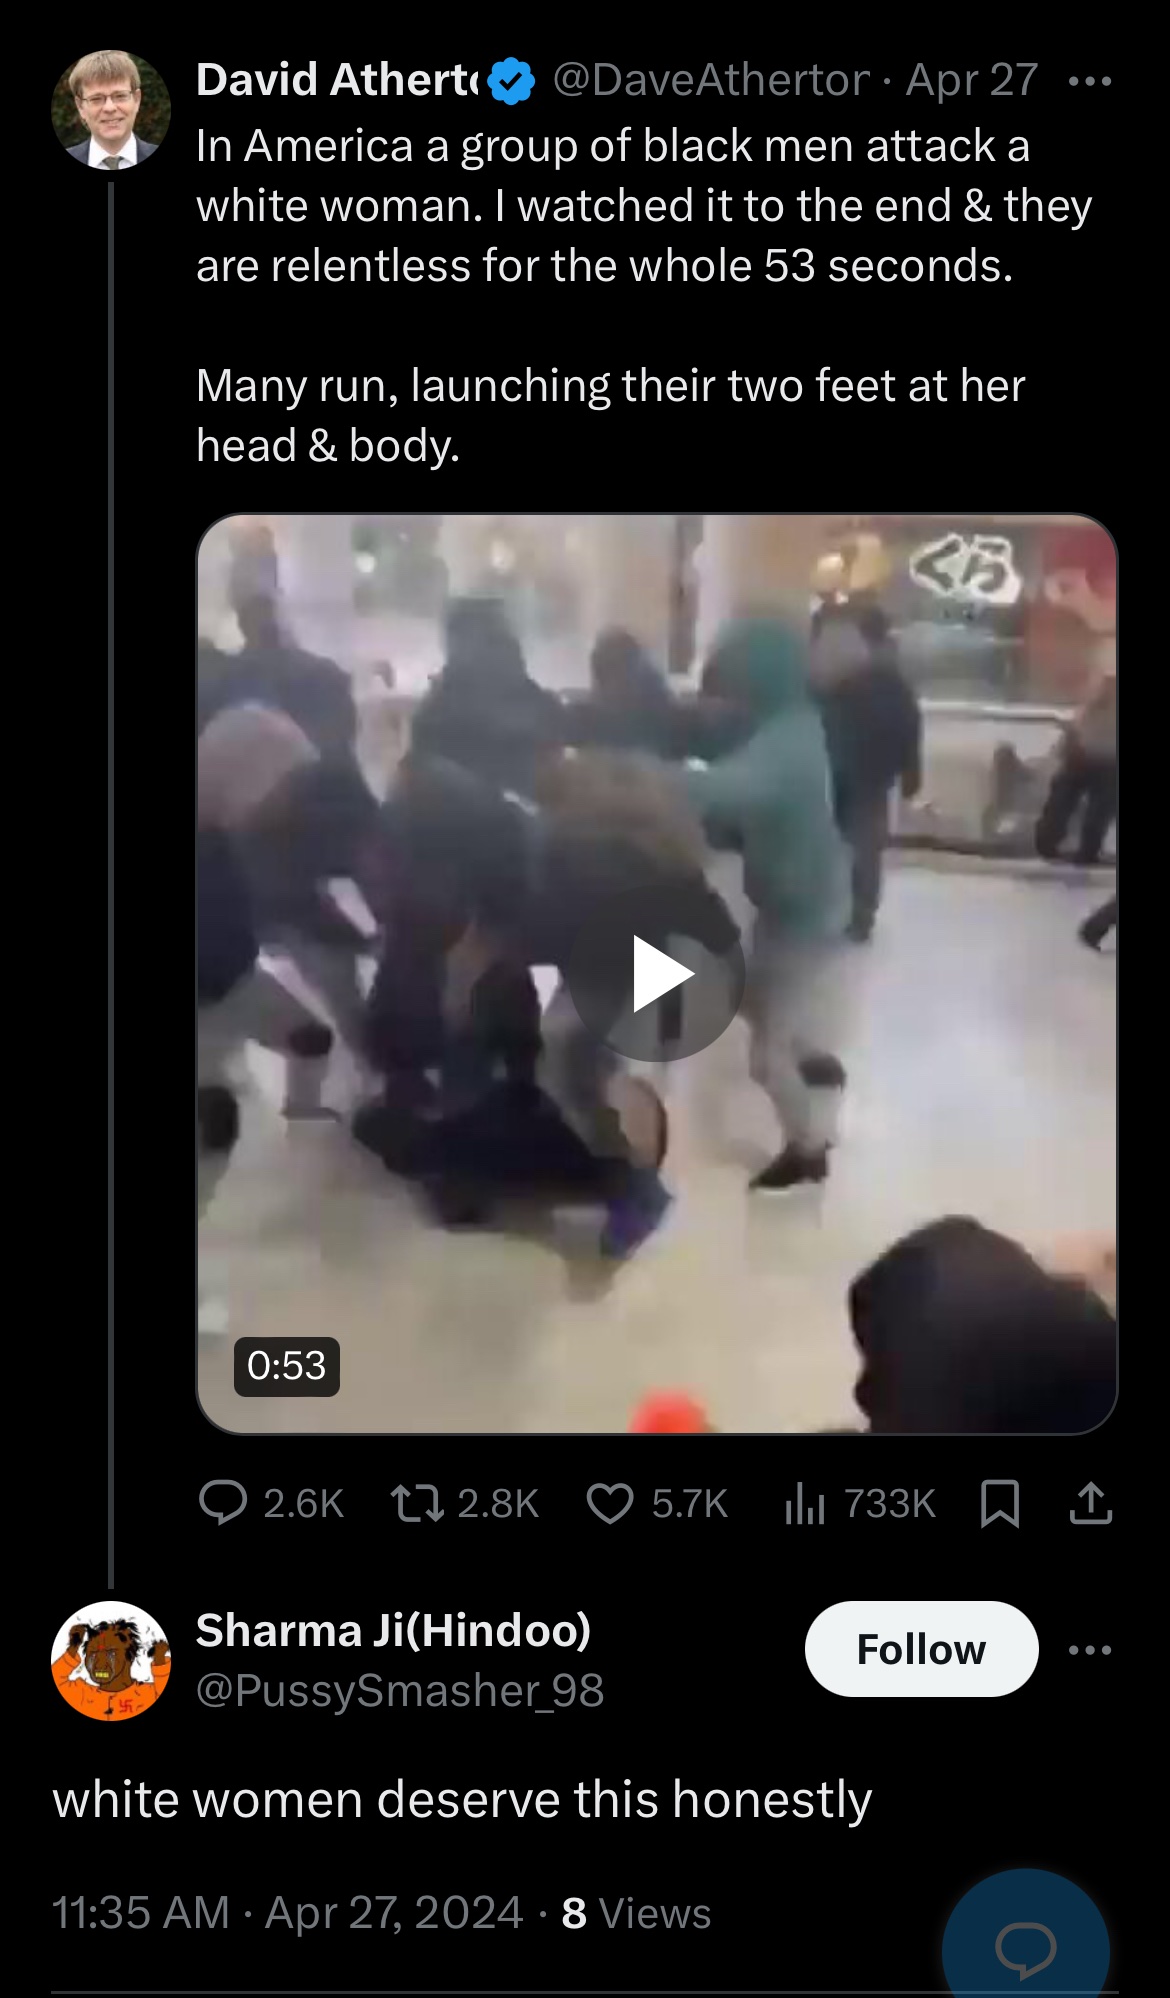 David Atherto @DaveAtherton · Apr 27
In America a group of black men attack a
white woman. I watched it to the end & they
are relentless for the whole 53 seconds.
Many run, launching their two feet at her
head & body.
0:53
2.6K 2.8K 5.7K 733K
Sharma Ji(Hindoo)
Follow
@PussySmasher_98
white women deserve this honestly
11:35 AM · Apr 27, 2024 · 8 Views